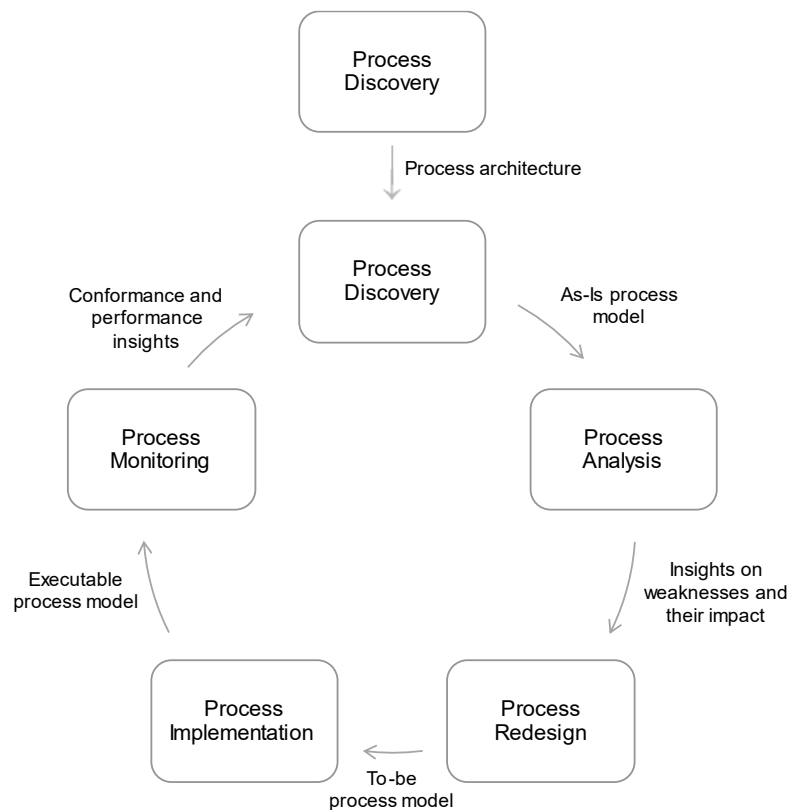 Process
Discovery
Process architecture
Process
Discovery
As-Is process
model
Conformance and
performance
insights
Process
Monitoring
Process
Analysis
Insights on
weaknesses and
their impact
Executable
process model
Process
Implementation
Process
Redesign
To-be
process model